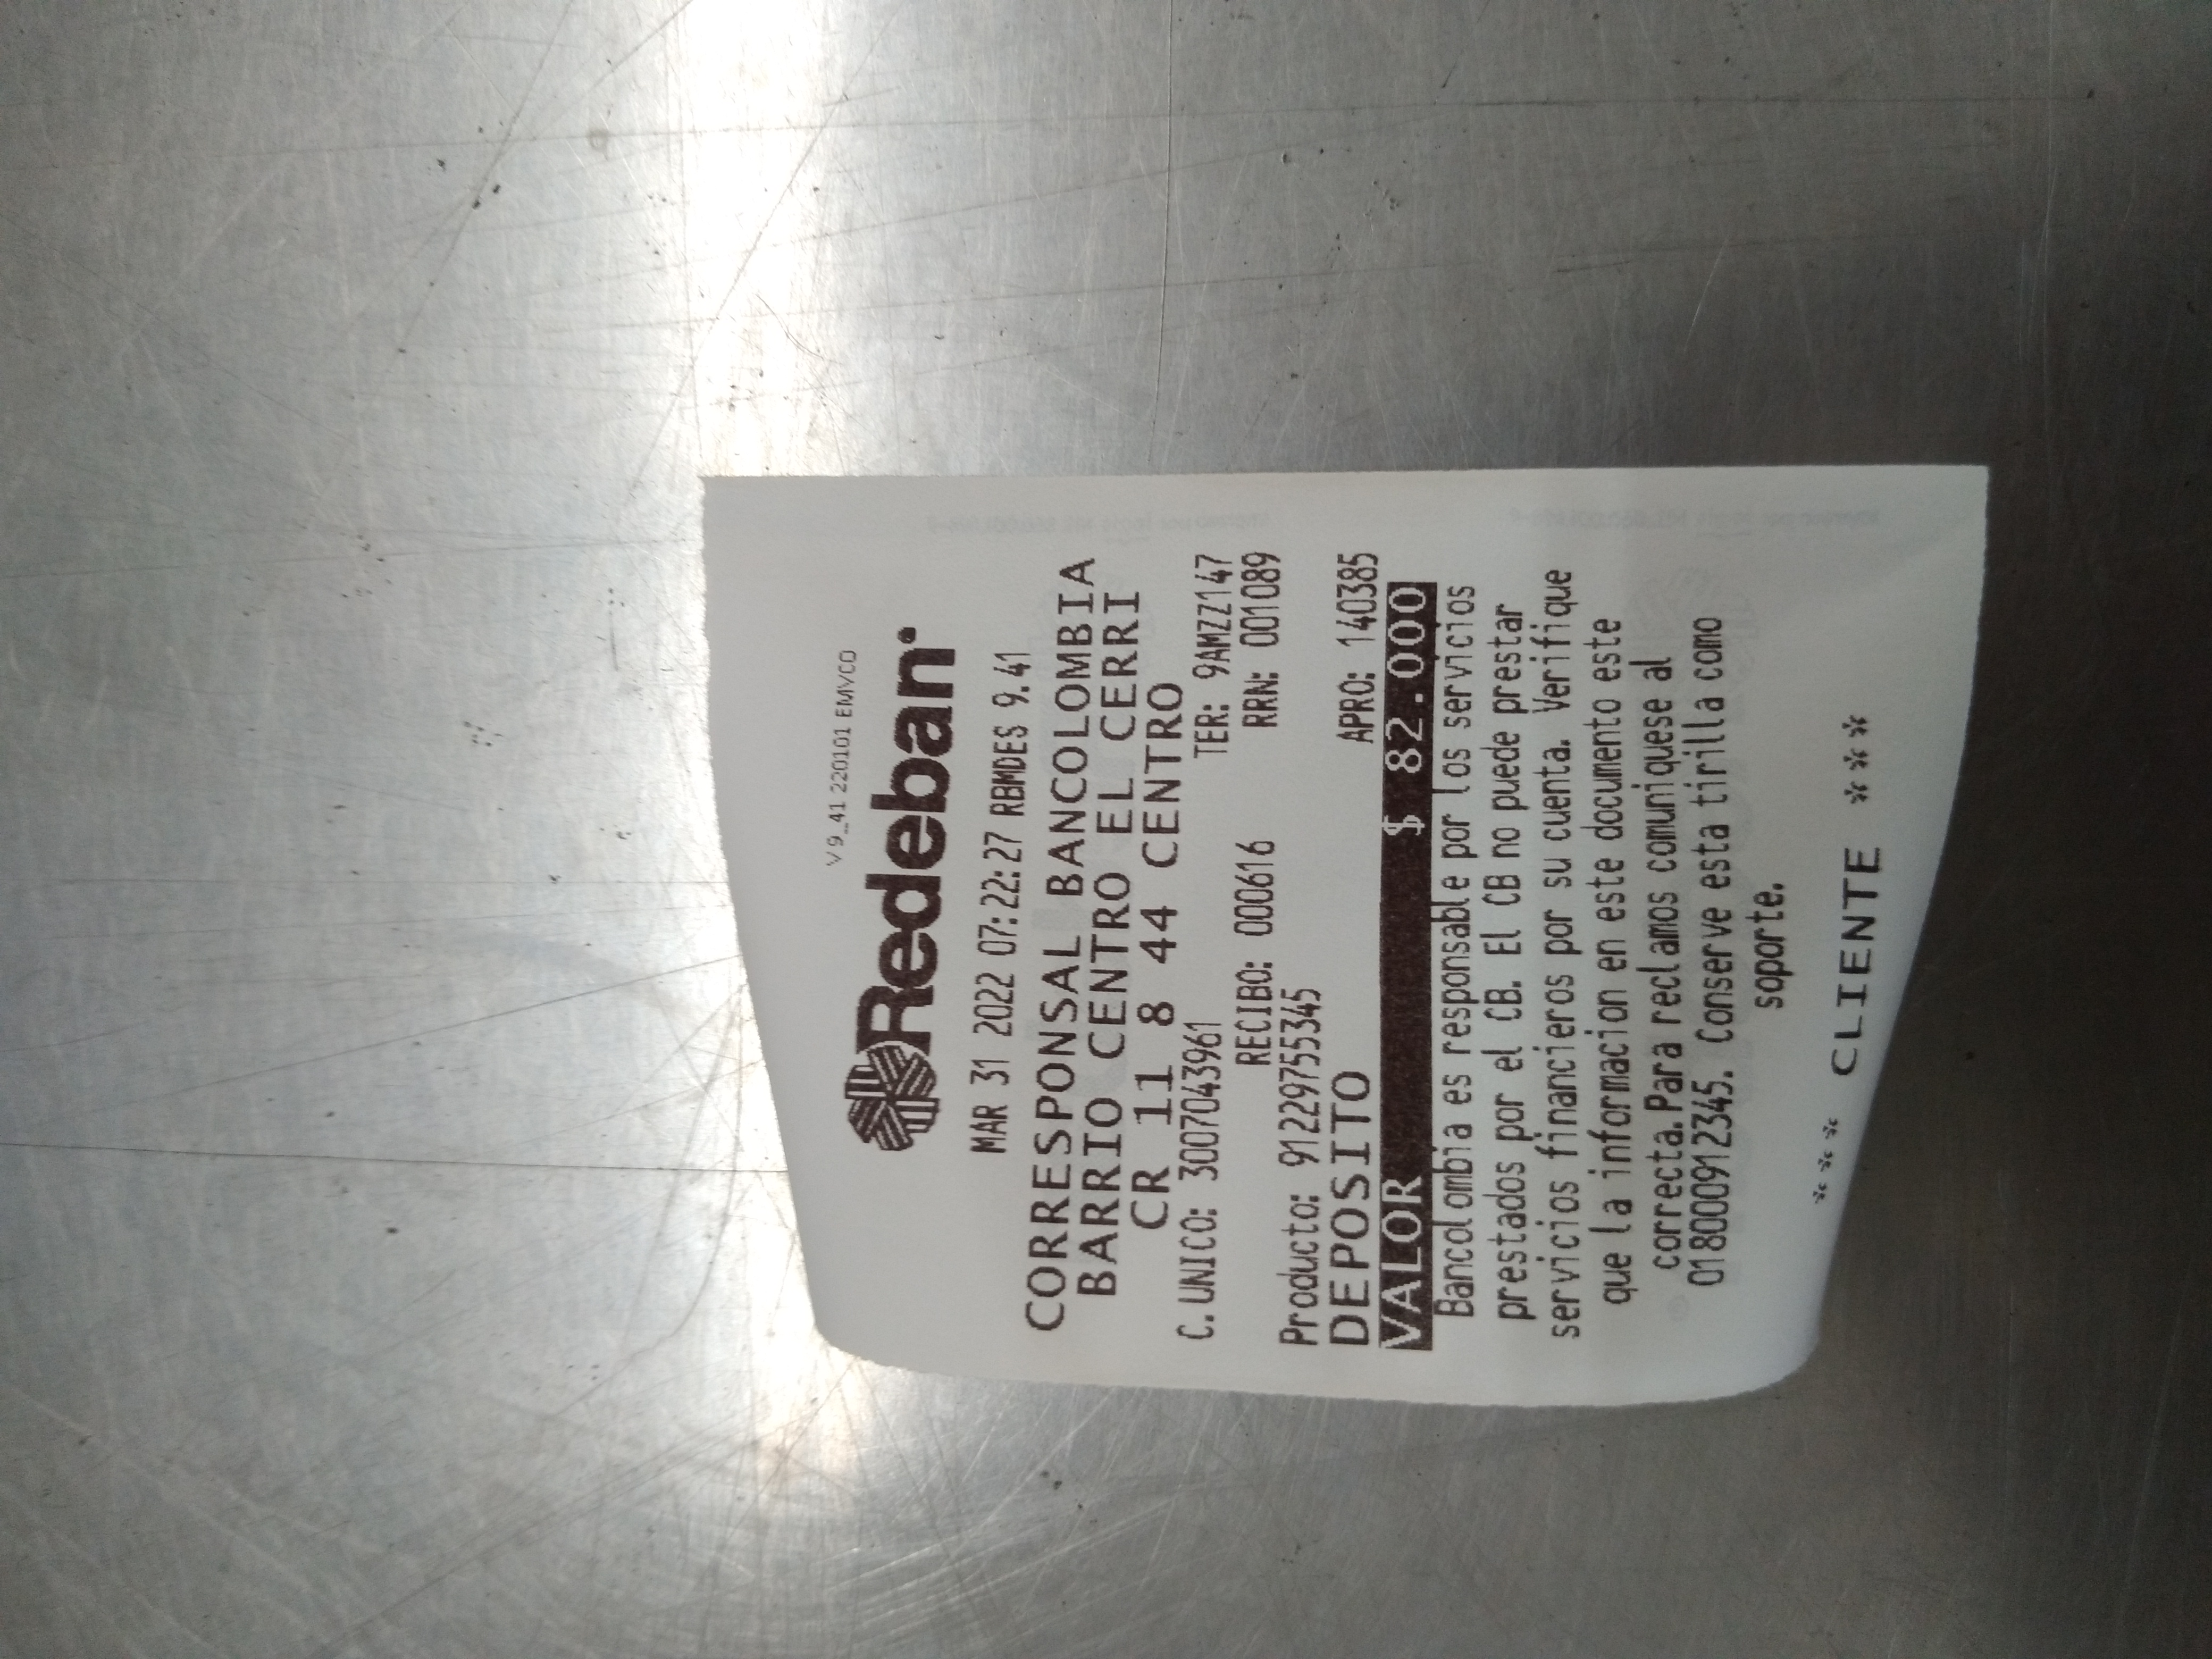 V 9_41 220101 EMVCO
Redeban
MAR 31 2022 07:22:27 RBMDES 9.41
CORRESPONSAL BANCOLOMBIA
BARRIO CENTRO EL CERRI
CR 11 8 44 CENTRO
C. UNICO: 3007043961 TER: 9AMZZ147
RECIBO: 000616 RRN: 001089
Producto: 91229755345
DEPOSITO APRO: 140385
VALOR $ 82.000
Bancolombia es responsable por los servicios
prestados por el CB. El CB no puede prestar
servicios financieros por su cuenta. Verifique
que la informacion en este documento este
correcta.Para reclamos comuniquese al
018000912345. Conserve esta tirilla como
soporte.
*** CLIENTE ***